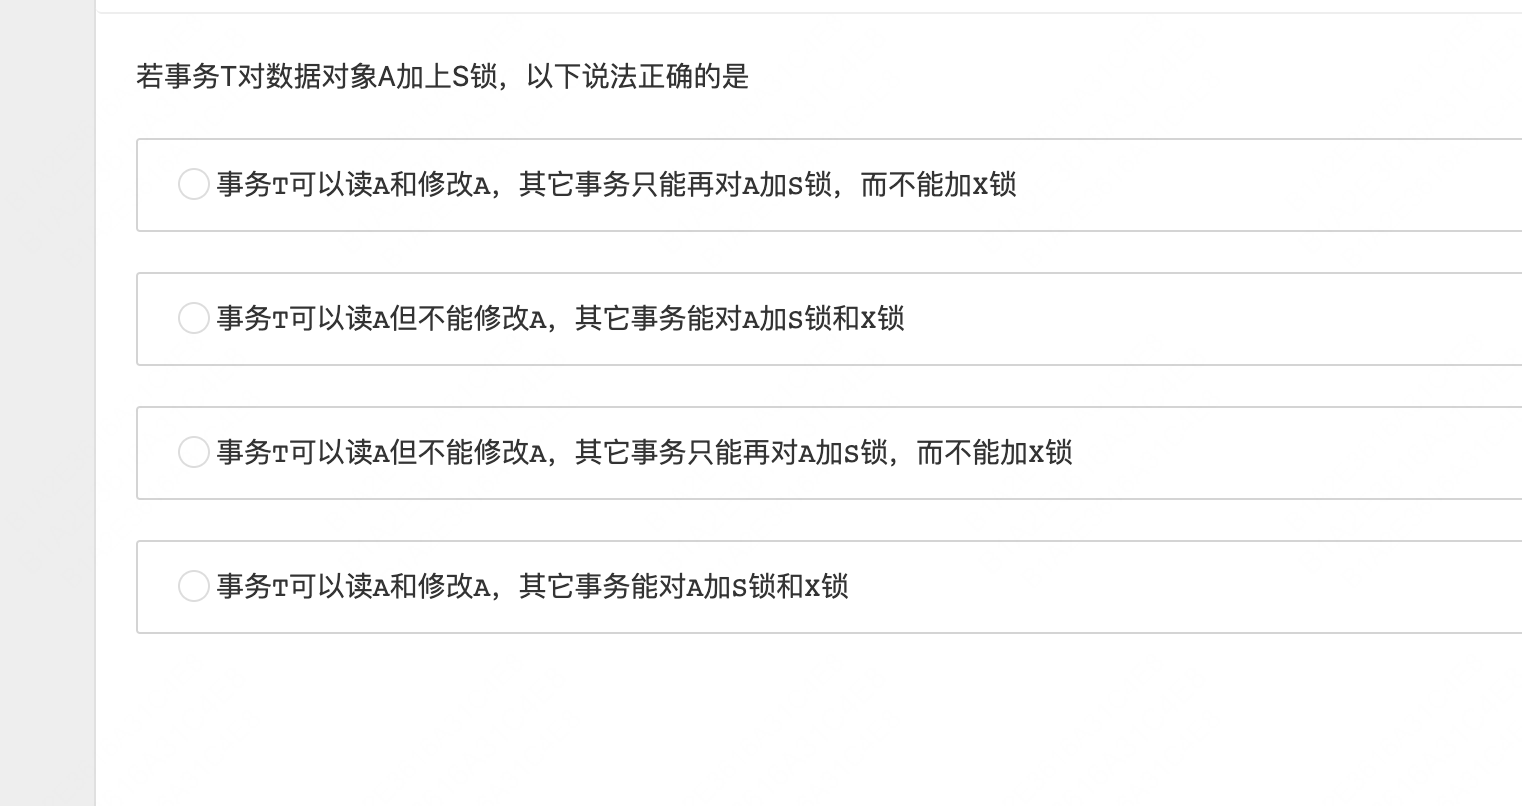 若事务T对数据对象A加上S锁，以下说法正确的是
事务T可以读A和修改A，其它事务只能再对A加S锁，而不能加X锁
事务T可以读A但不能修改A，其它事务能对A加S锁和X锁
事务T可以读A但不能修改A，其它事务只能再对A加S锁，而不能加X锁
事务T可以读A和修改A，其它事务能对A加S锁和X锁